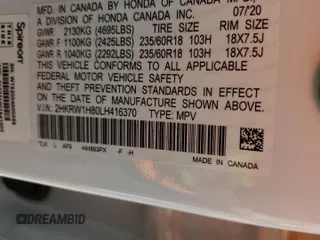 Spireon
MFD. IN CANADA BY HONDA OF CANADA MFG.
A DIVISION OF HONDA CANADA INC. 07/20
GVWR 2130KG (4695LBS) TIRE SIZE RIM SIZE
GAWR F 1100KG (2425LBS) 235/60R18 103H 18X7.5J
GAWR R 1040KG (2292LBS) 235/60R18 103H 18X7.5J
THIS VEHICLE CONFORMS TO ALL APPLICABLE
FEDERAL MOTOR VEHICLE SAFETY, BUMPER,
AND THEFT PREVENTION STANDARDS IN EFFECT
ON THE DATE OF MANUFACTURE SHOWN ABOVE.
V.I.N.: 2HKRW1H80LH416370 TYPE: MPV
-F -H
MADE IN CANADA
DREAMBID